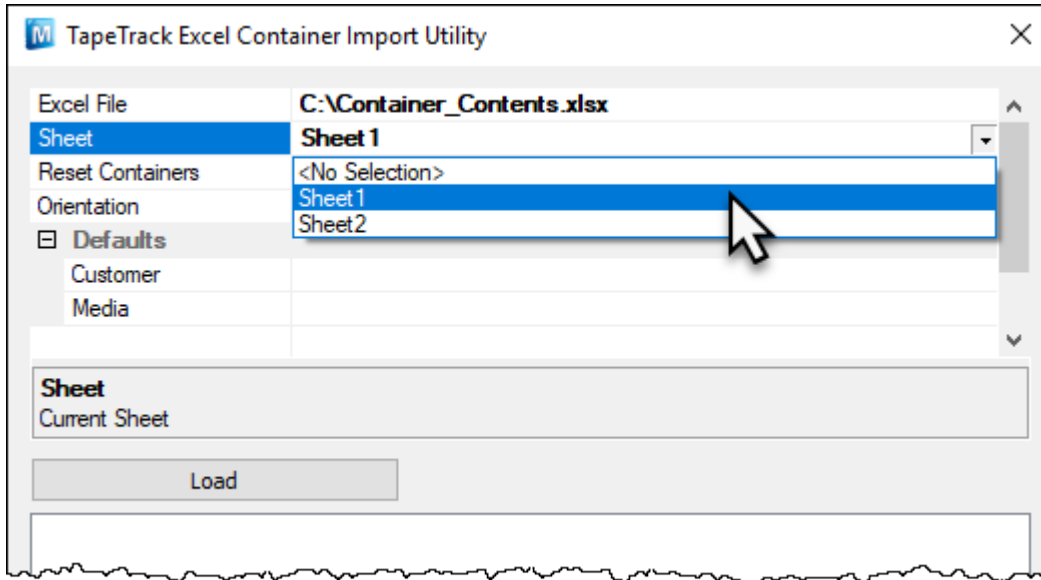 TapeTrack Excel Container Import Utility
Excel File C:\Container_Contents.xlsx
Sheet Sheet1
Reset Containers <No Selection>
Sheet1
Orientation
Sheet2
Defaults
Customer
Media
Sheet
Current Sheet
Load